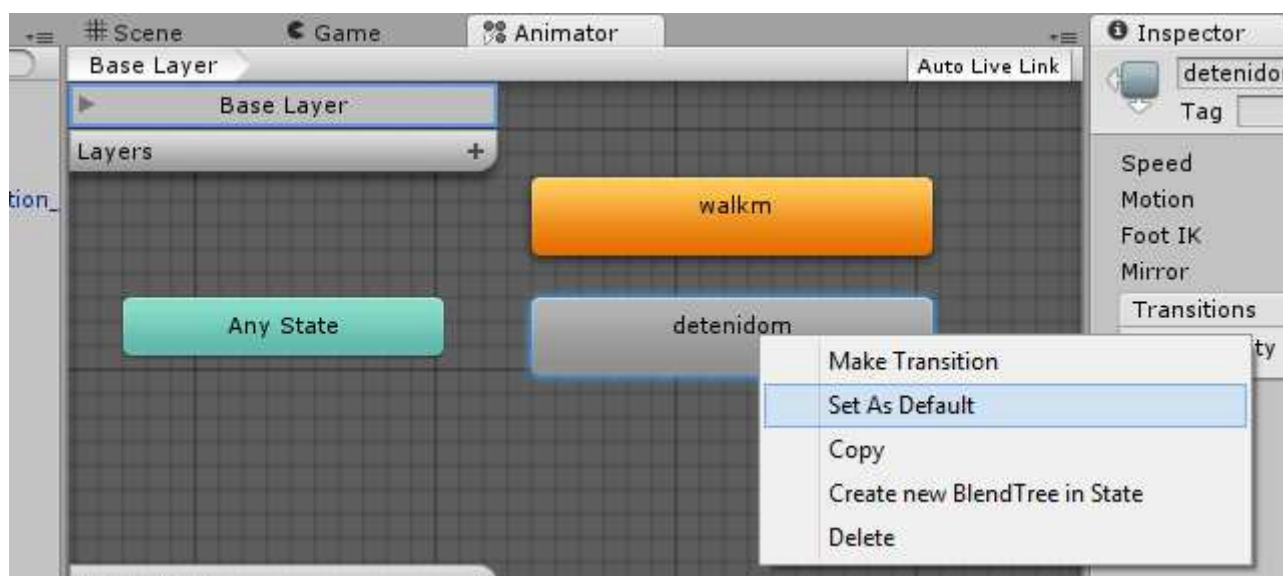 Scene
Game
Animator
Inspector
Base Layer
Auto Live Link
detenido
Base Layer
Tag
Layers
+
Speed
tion_
walkm
Motion
Foot IK
Mirror
Any State
detenidom
Transitions
ty
Make Transition
Set As Default
Copy
Create new BlendTree in State
Delete